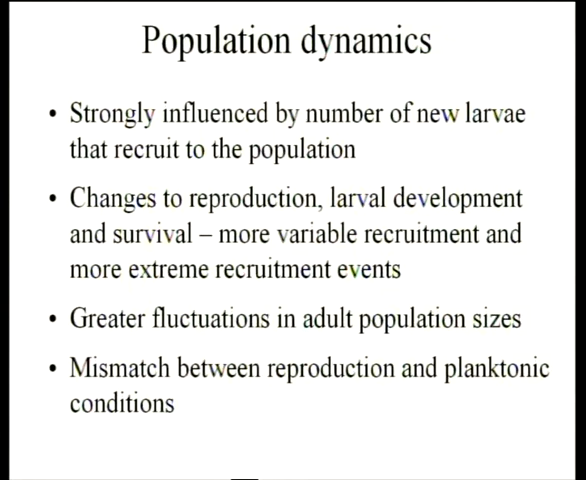 Population dynamics
• Strongly influenced by number of new larvae
that recruit to the population
• Changes to reproduction, larval development
and survival – more variable recruitment and
more extreme recruitment events
• Greater fluctuations in adult population sizes
• Mismatch between reproduction and planktonic
conditions